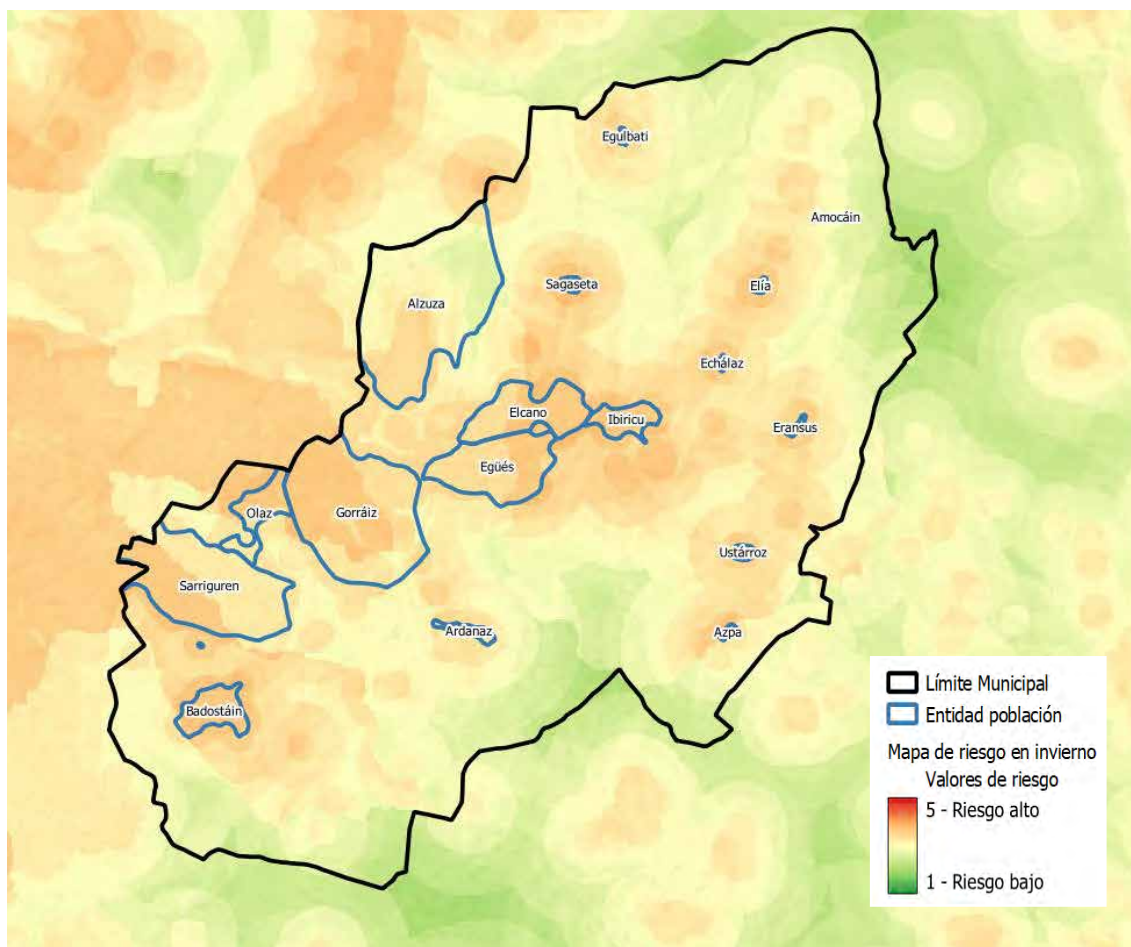 Egulbati
Amocáin
Sagaseta
Elía
Alzuza
Echálaz
Elcano
Ibiricu
Eransus
Egüés
Olaz
Gorráiz
Ustárroz
Sarriguren
Ardanaz
Azpa
Badostáin
Límite Municipal
Entidad población
Mapa de riesgo en invierno
Valores de riesgo
5 - Riesgo alto
1 - Riesgo bajo